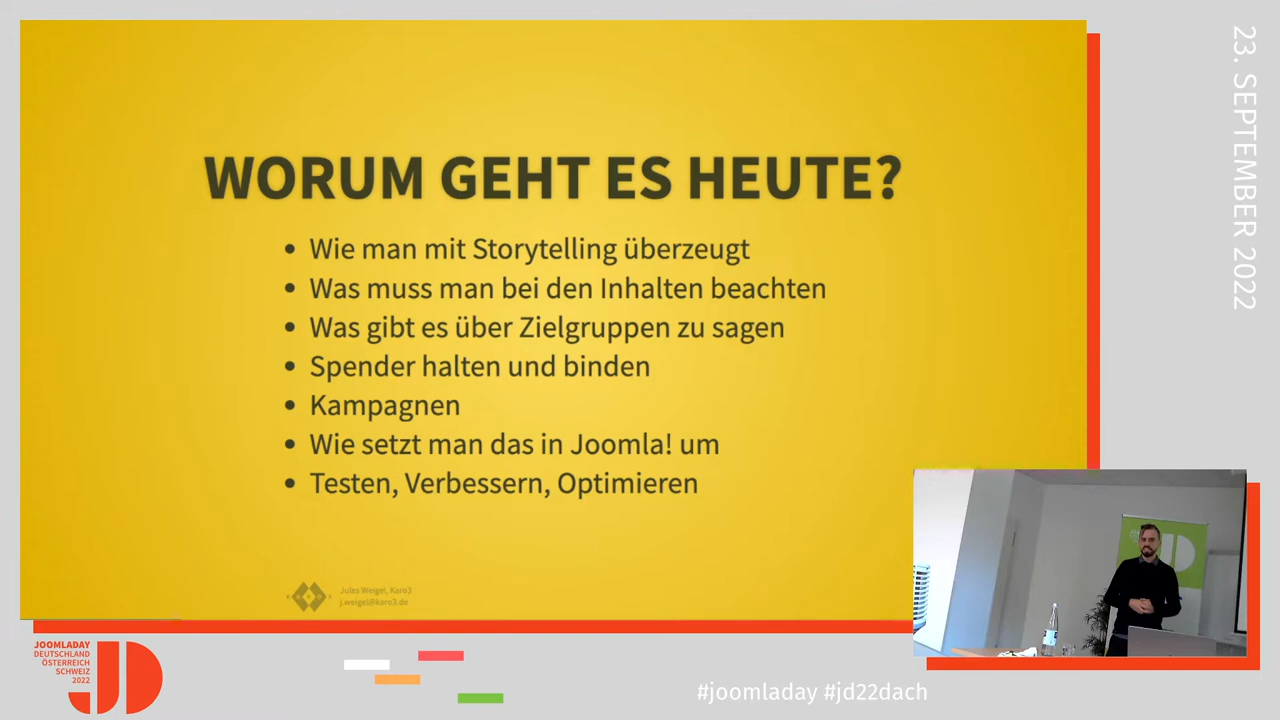 WORUM GEHT ES HEUTE?
• Wie man mit Storytelling überzeugt
• Was muss man bei den Inhalten beachten
• Was gibt es über Zielgruppen zu sagen
• Spender halten und binden
• Kampagnen
• Wie setzt man das in Joomla! um
• Testen, Verbessern, Optimieren
Jules Weigel, Karo3
j.weigel@karo3.de
23. SEPTEMBER 2022
JOOMLADAY
DEUTSCHLAND
ÖSTERREICH
SCHWEIZ
2022
JD
#joomladay #jd22dach